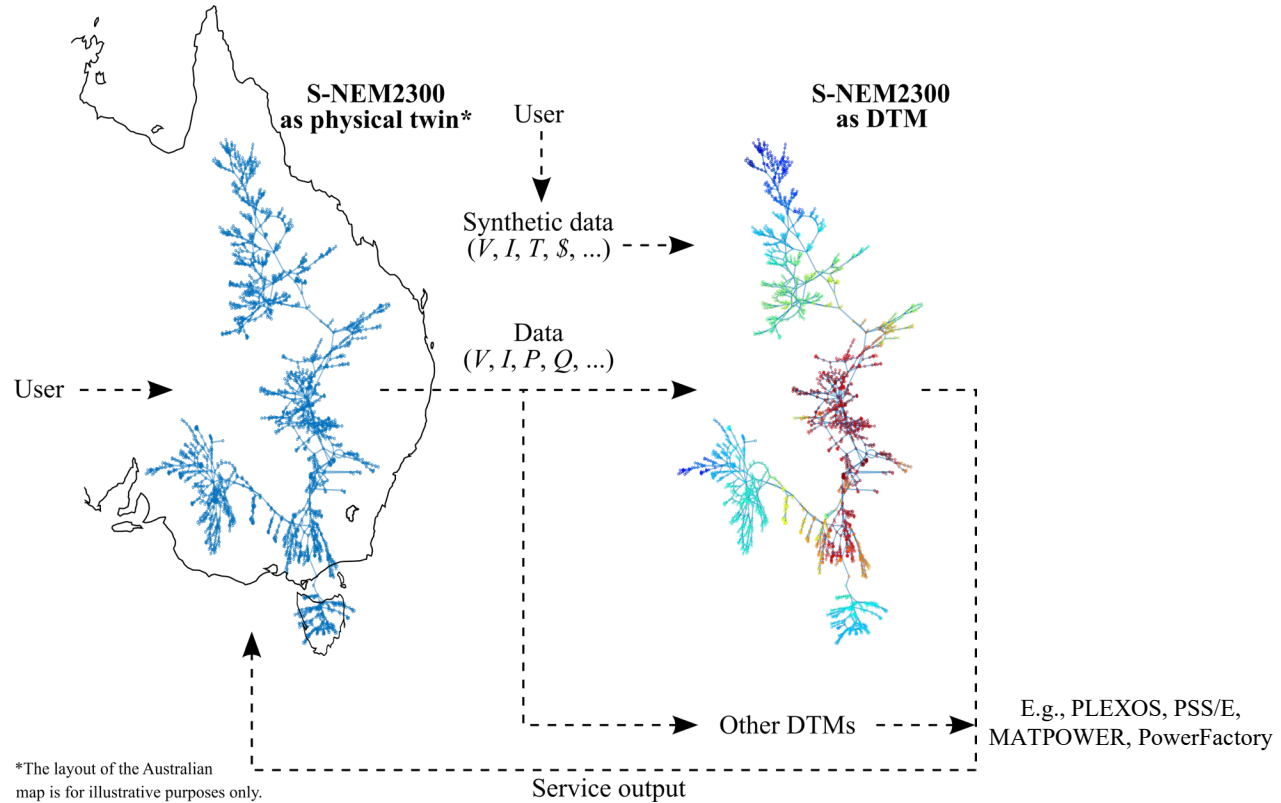 S-NEM2300
as physical twin*
User
S-NEM2300
as DTM
Synthetic data
(V, I, T, $, ...)
Data
(V, I, P, Q, ...)
User
Other DTMs
E.g., PLEXOS, PSS/E,
MATPOWER, PowerFactory
*The layout of the Australian
map is for illustrative purposes only.
Service output